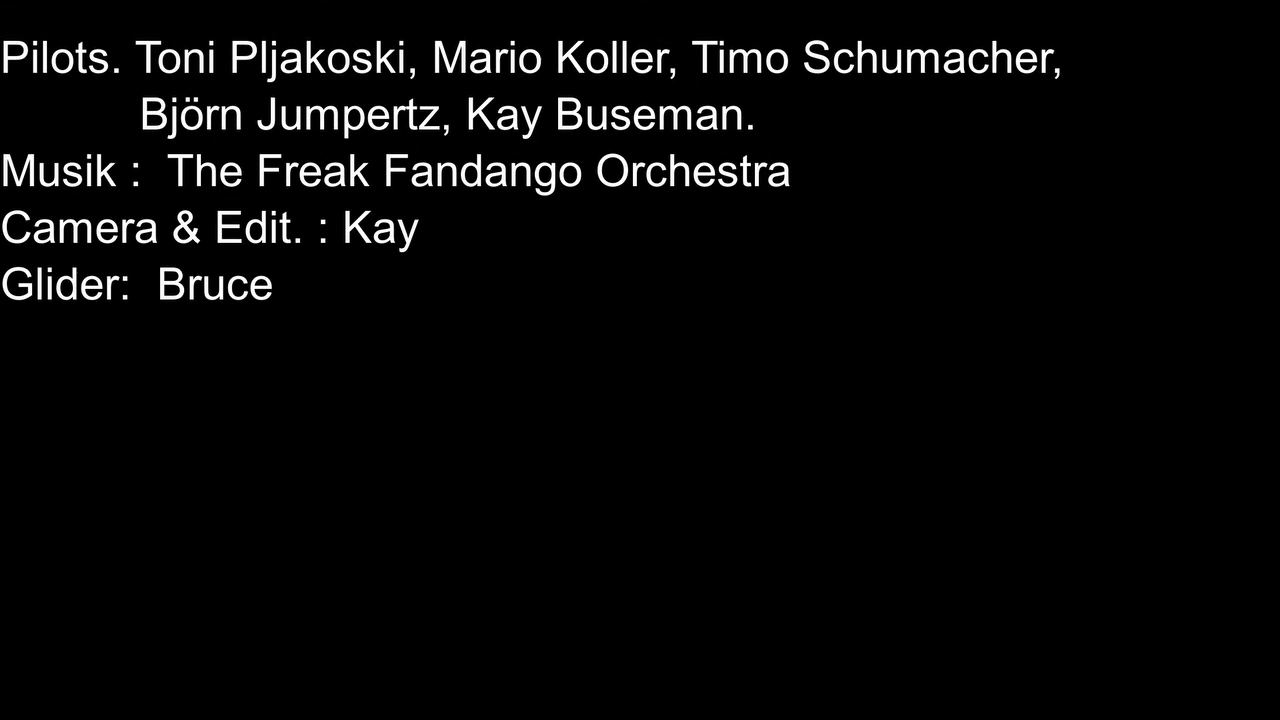 Pilots. Toni Pljakoski, Mario Koller, Timo Schumacher,
Björn Jumpertz, Kay Buseman.
Musik :  The Freak Fandango Orchestra
Camera & Edit. : Kay
Glider:  Bruce